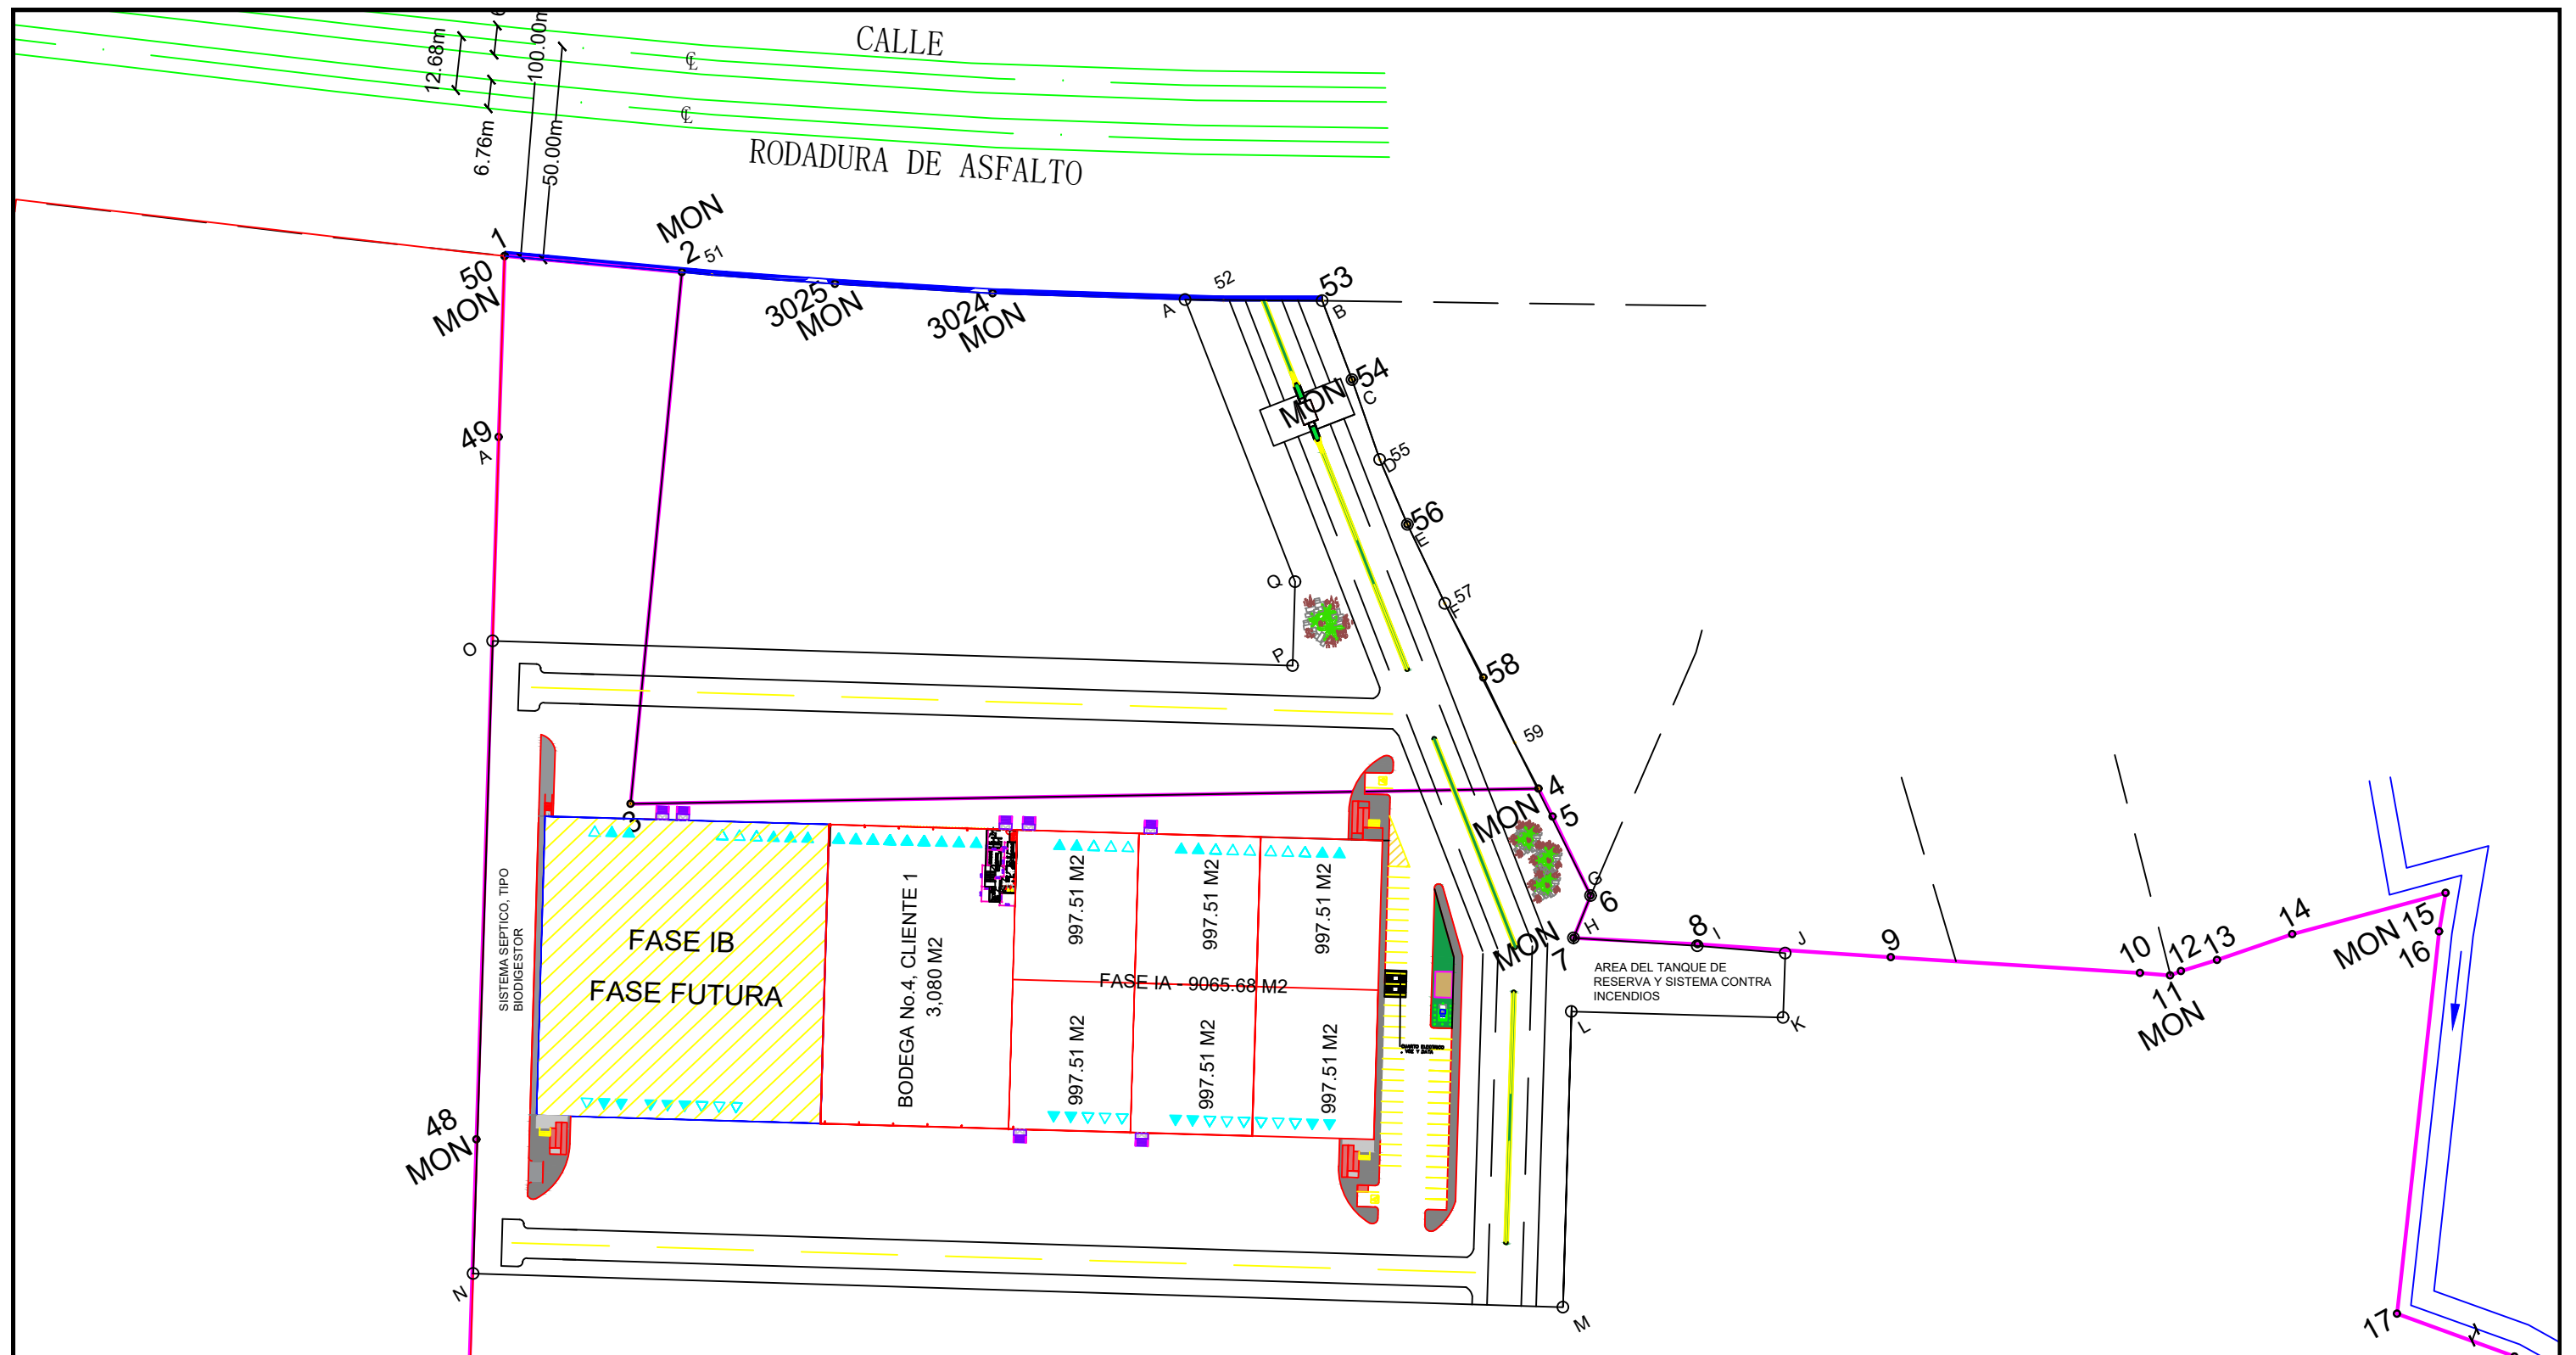 CALLE
℄
℄
RODADURA DE ASFALTO
12.68m
100.00m
6.76m
50.00m
1
50
MON
MON
2
51
3025
MON
3024
MON
A
52
53
B
54
C
MON
D
55
56
E
57
F
58
59
49
A
O
Q
P
3
4
MON
5
G
6
H
MON
7
8
I
J
9
10
11
MON
12
13
14
MON 15
16
17
AREA DEL TANQUE DE
RESERVA Y SISTEMA CONTRA
INCENDIOS
L
K
M
N
48
MON
SISTEMA SEPTICO, TIPO
BIODIGESTOR
FASE IB
FASE FUTURA
BODEGA No.4, CLIENTE 1
3,080 M2
997.51 M2
997.51 M2
997.51 M2
FASE IA - 9065.68 M2
997.51 M2
997.51 M2
997.51 M2
CUARTO ELECTRICO
, VOZ Y DATA